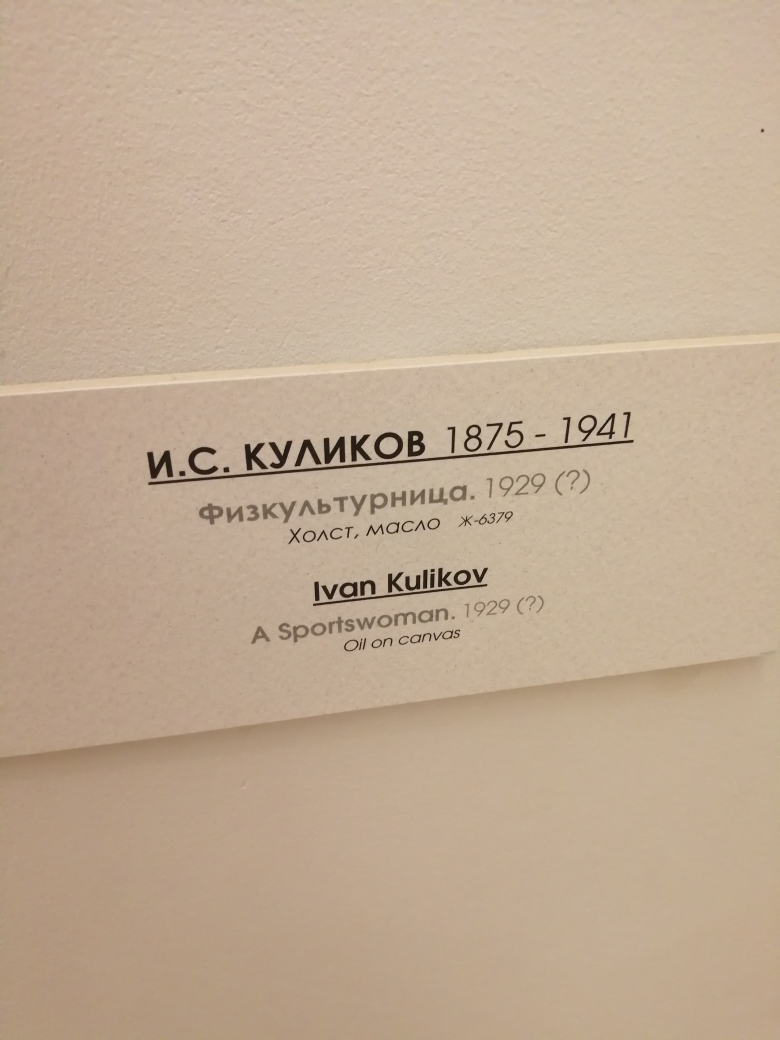 И.С. КУЛИКОВ 1875 - 1941
Физкультурница. 1929 (?)
Холст, масло Ж-6379
Ivan Kulikov
A Sportswoman. 1929 (?)
Oil on canvas